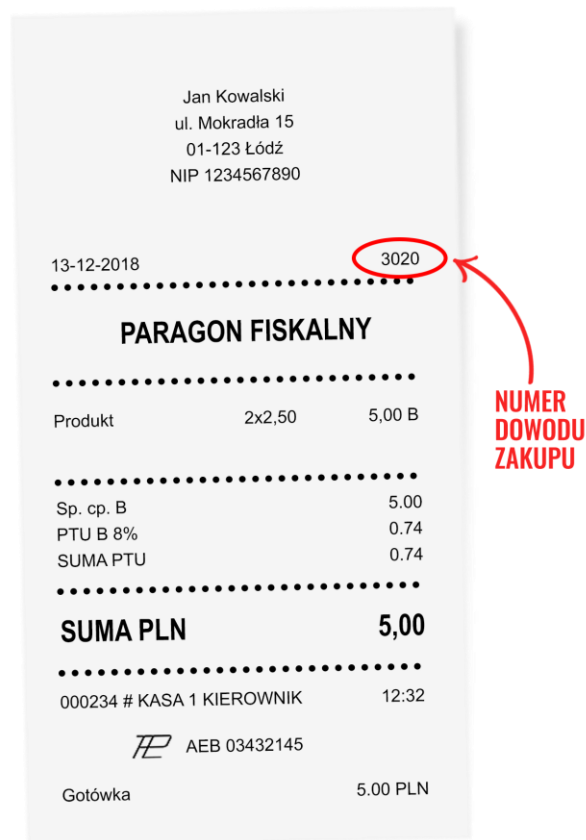 Jan Kowalski
ul. Mokradła 15
01-123 Łódź
NIP 1234567890
13-12-2018 3020
PARAGON FISKALNY
Produkt 2x2,50 5,00 B
NUMER
DOWODU
ZAKUPU
Sp. cp. B 5.00
PTU B 8% 0.74
SUMA PTU 0.74
SUMA PLN 5,00
000234 # KASA 1 KIEROWNIK 12:32
AEB 03432145
Gotówka 5.00 PLN